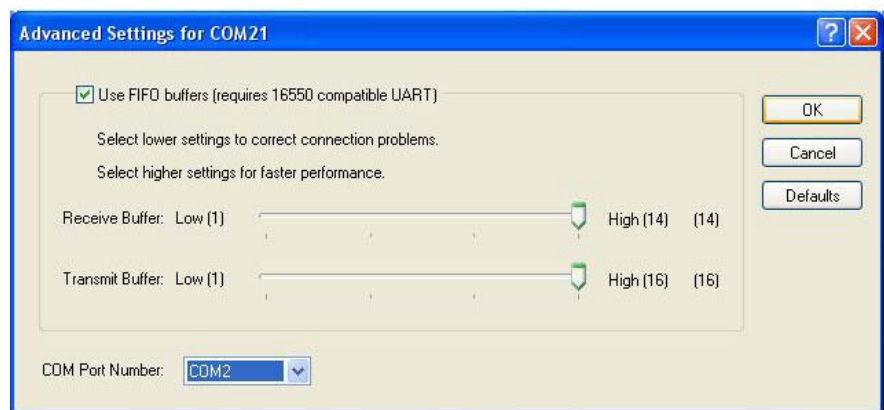 Advanced Settings for COM21
Use FIFO buffers (requires 16550 compatible UART)
OK
Select lower settings to correct connection problems.
Cancel
Select higher settings for faster performance.
Defaults
Receive Buffer: Low (1) High (14) (14)
Transmit Buffer: Low (1) High (16) (16)
COM Port Number: COM2